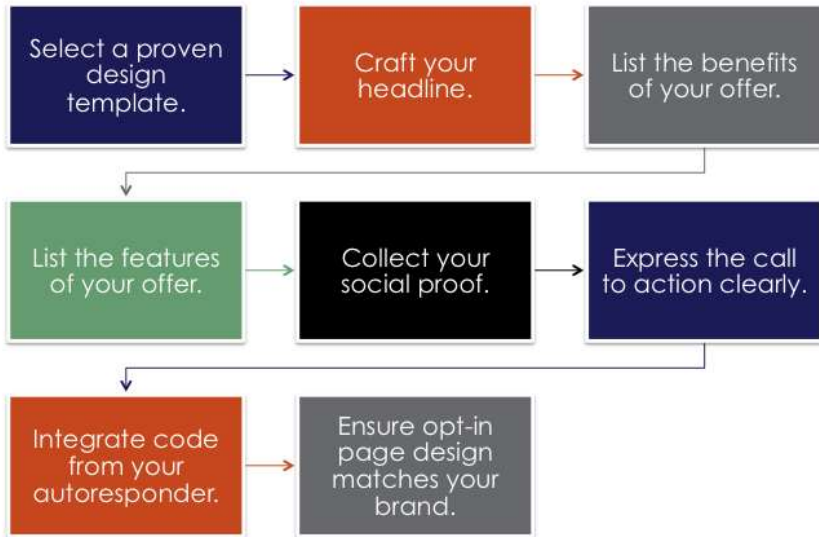 Select a proven
design
template.
Craft your
headline.
List the benefits
of your offer.
List the features
of your offer.
Collect your
social proof.
Express the call
to action clearly.
Integrate code
from your
autoresponder.
Ensure opt-in
page design
matches your
brand.